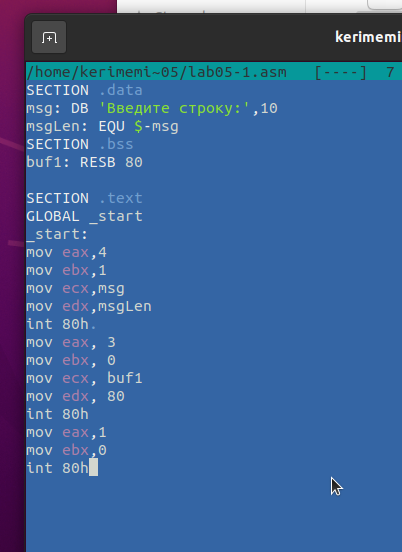 kerimemi
/home/kerimemi~05/lab05-1.asm   [----]  7
SECTION .data
msg: DB 'Введите строку:',10
msgLen: EQU $-msg
SECTION .bss
buf1: RESB 80

SECTION .text
GLOBAL _start
_start:
mov eax,4
mov ebx,1
mov ecx,msg
mov edx,msgLen
int 80h.
mov eax, 3
mov ebx, 0
mov ecx, buf1
mov edx, 80
int 80h
mov eax,1
mov ebx,0
int 80h